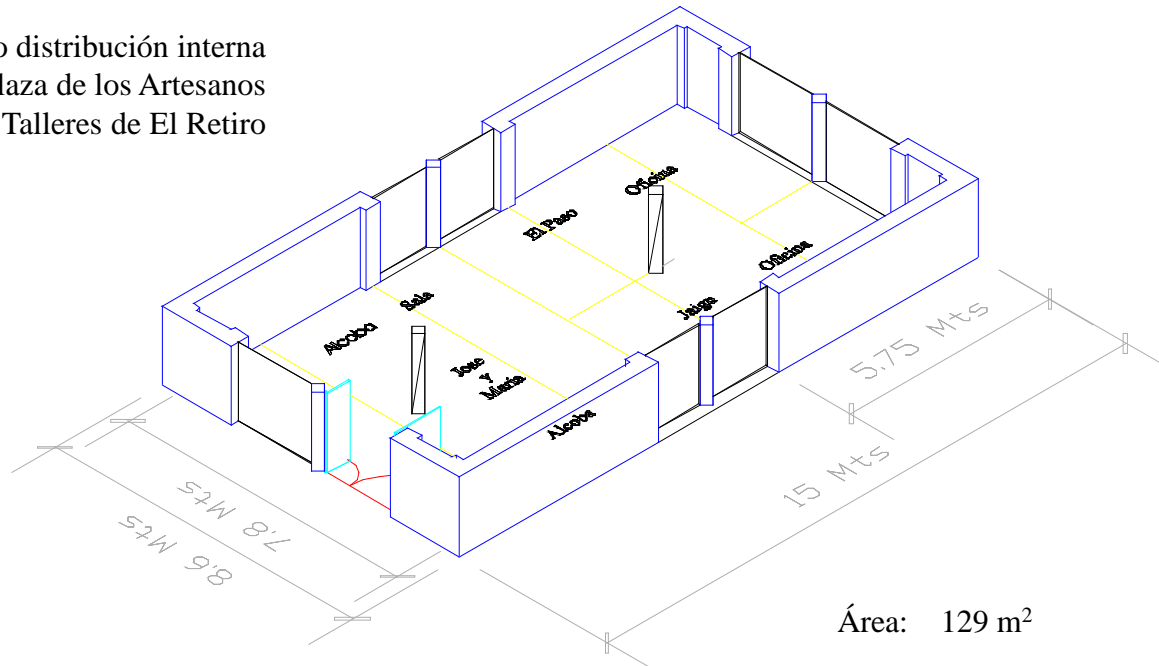 distribución interna
de los Artesanos
Talleres de El Retiro
Oficina
El Paso
Oficina
Sala
Jaigu
Alcoba
Jose
y
Maria
Alcoba
5.75 Mts
15 Mts
7.8 Mts
8.6 Mts
Área: 129 m²